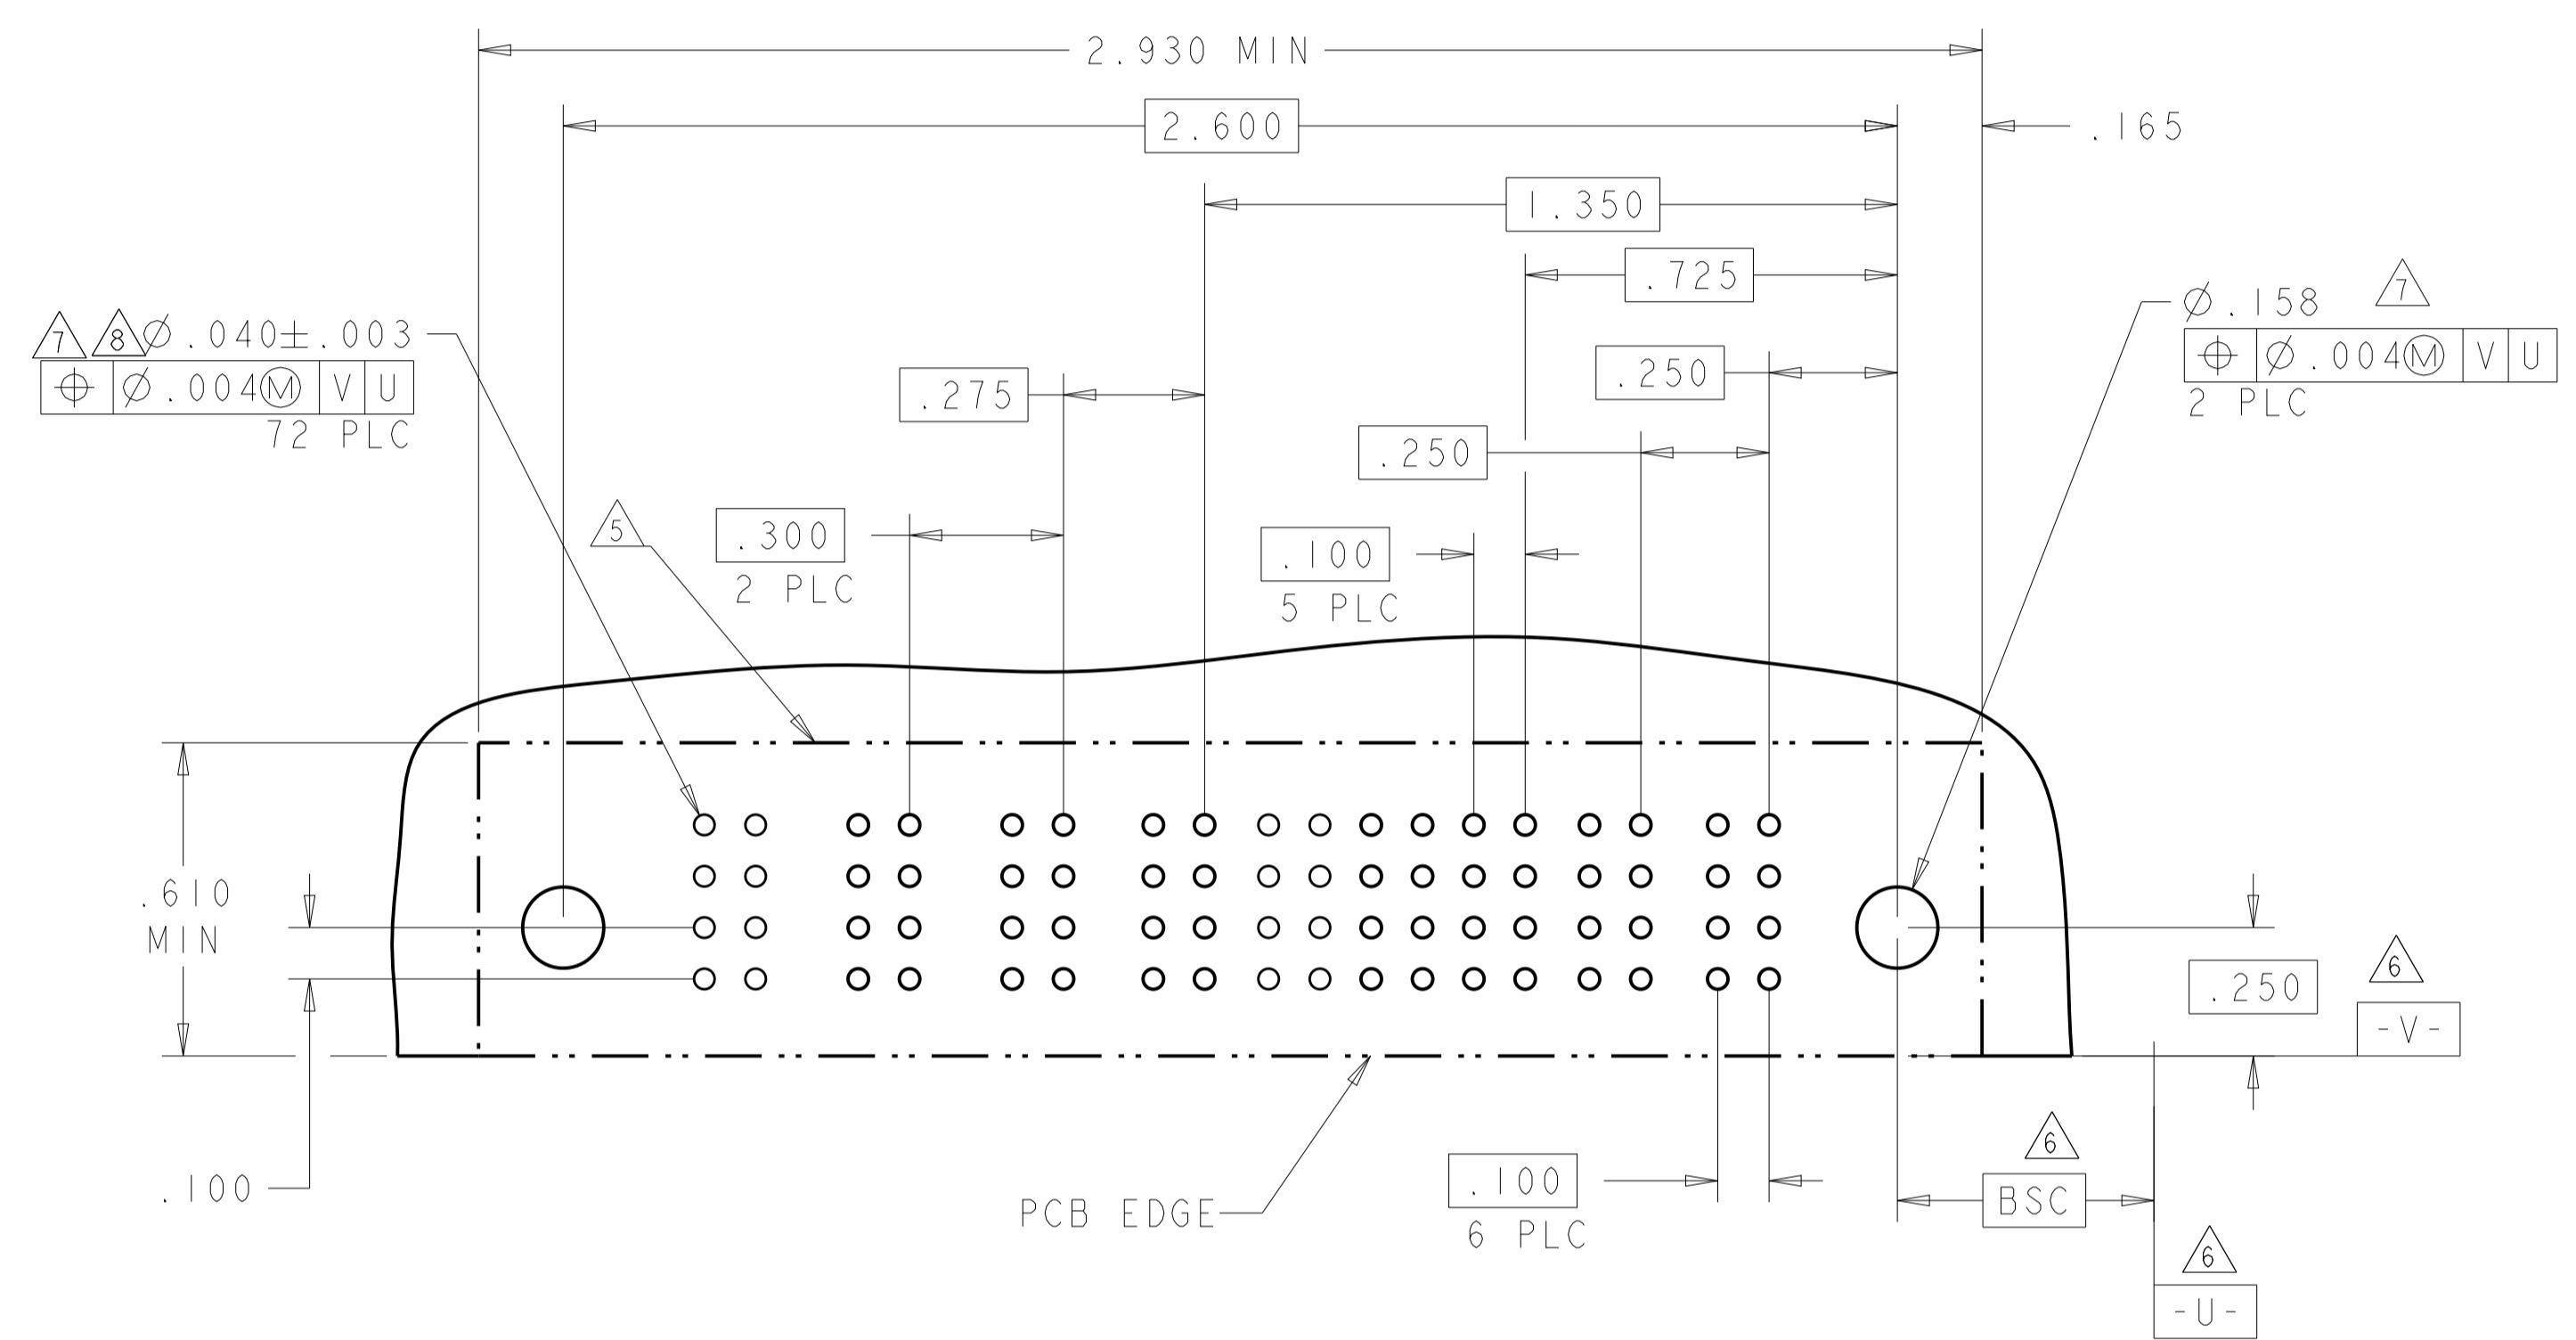 2.930 MIN
2.600
.165
1.350
.725
7
7 8 Ø.040±.003
Ø.158
⌖ Ø.004Ⓜ V U
⌖ Ø.004Ⓜ V U
72 PLC
2 PLC
.250
.275
.250
5
.300
2 PLC
.100
5 PLC
.610
MIN
6
.250
-V-
.100
PCB EDGE
.100
6 PLC
6
BSC
6
-U-